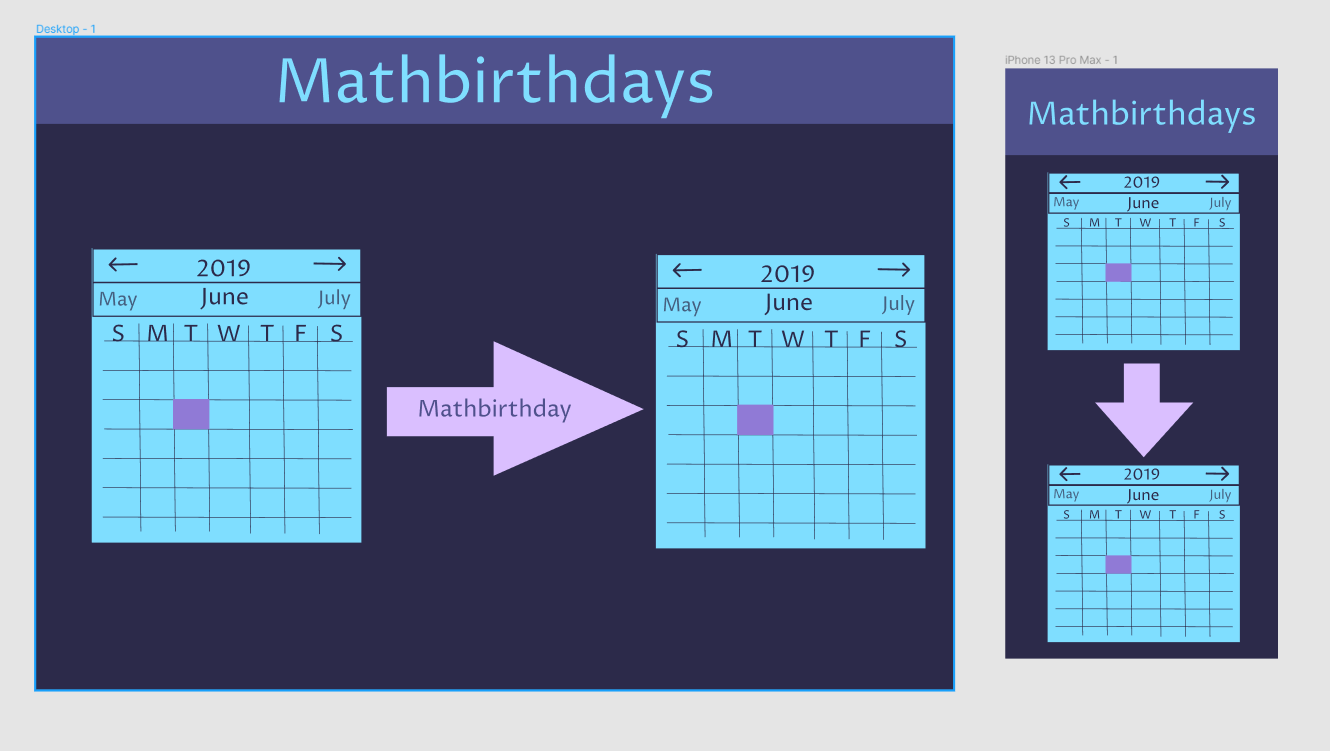 Desktop - 1
Mathbirthdays
2019
May June July
S M T W T F S
Mathbirthday
2019
May June July
S M T W T F S
iPhone 13 Pro Max - 1
Mathbirthdays
2019
May June July
S M T W T F S
2019
May June July
S M T W T F S